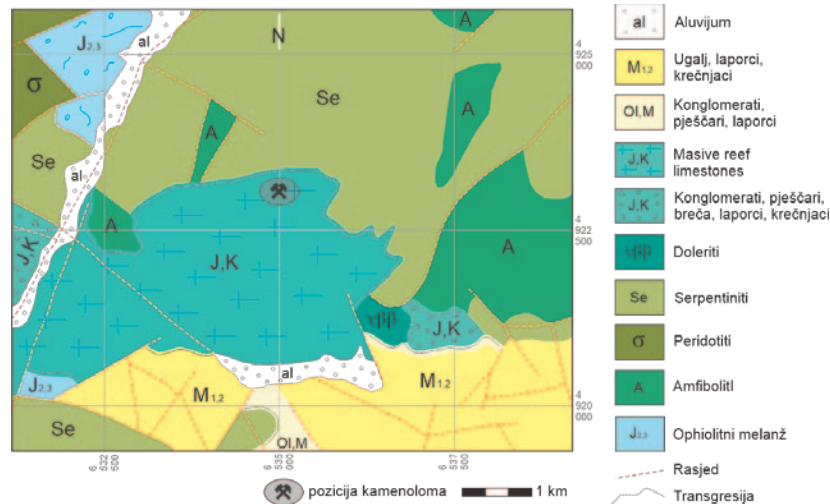 al
J2,3
N
A
4
925
000
σ
Se
A
A
Se
al
A
4
922
500
J,K
J,K
A
J,K
al
J2,3
M1,2
M1,2
4
920
000
Se
Ol,M
6
532
500
6
535
000
6
537
500
pozicija kamenoloma
1 km
al Aluvijum
M1,2 Ugalj, laporci,
krečnjaci
Ol,M Konglomerati,
pješčari, laporci
J,K Masive reef
limestones
J,K Konglomerati, pješčari,
breča, laporci, krečnjaci
Doleriti
Se Serpentiniti
σ Peridotiti
A Amfibolitl
J2,3 Ophiolitni melanž
Rasjed
Transgresija